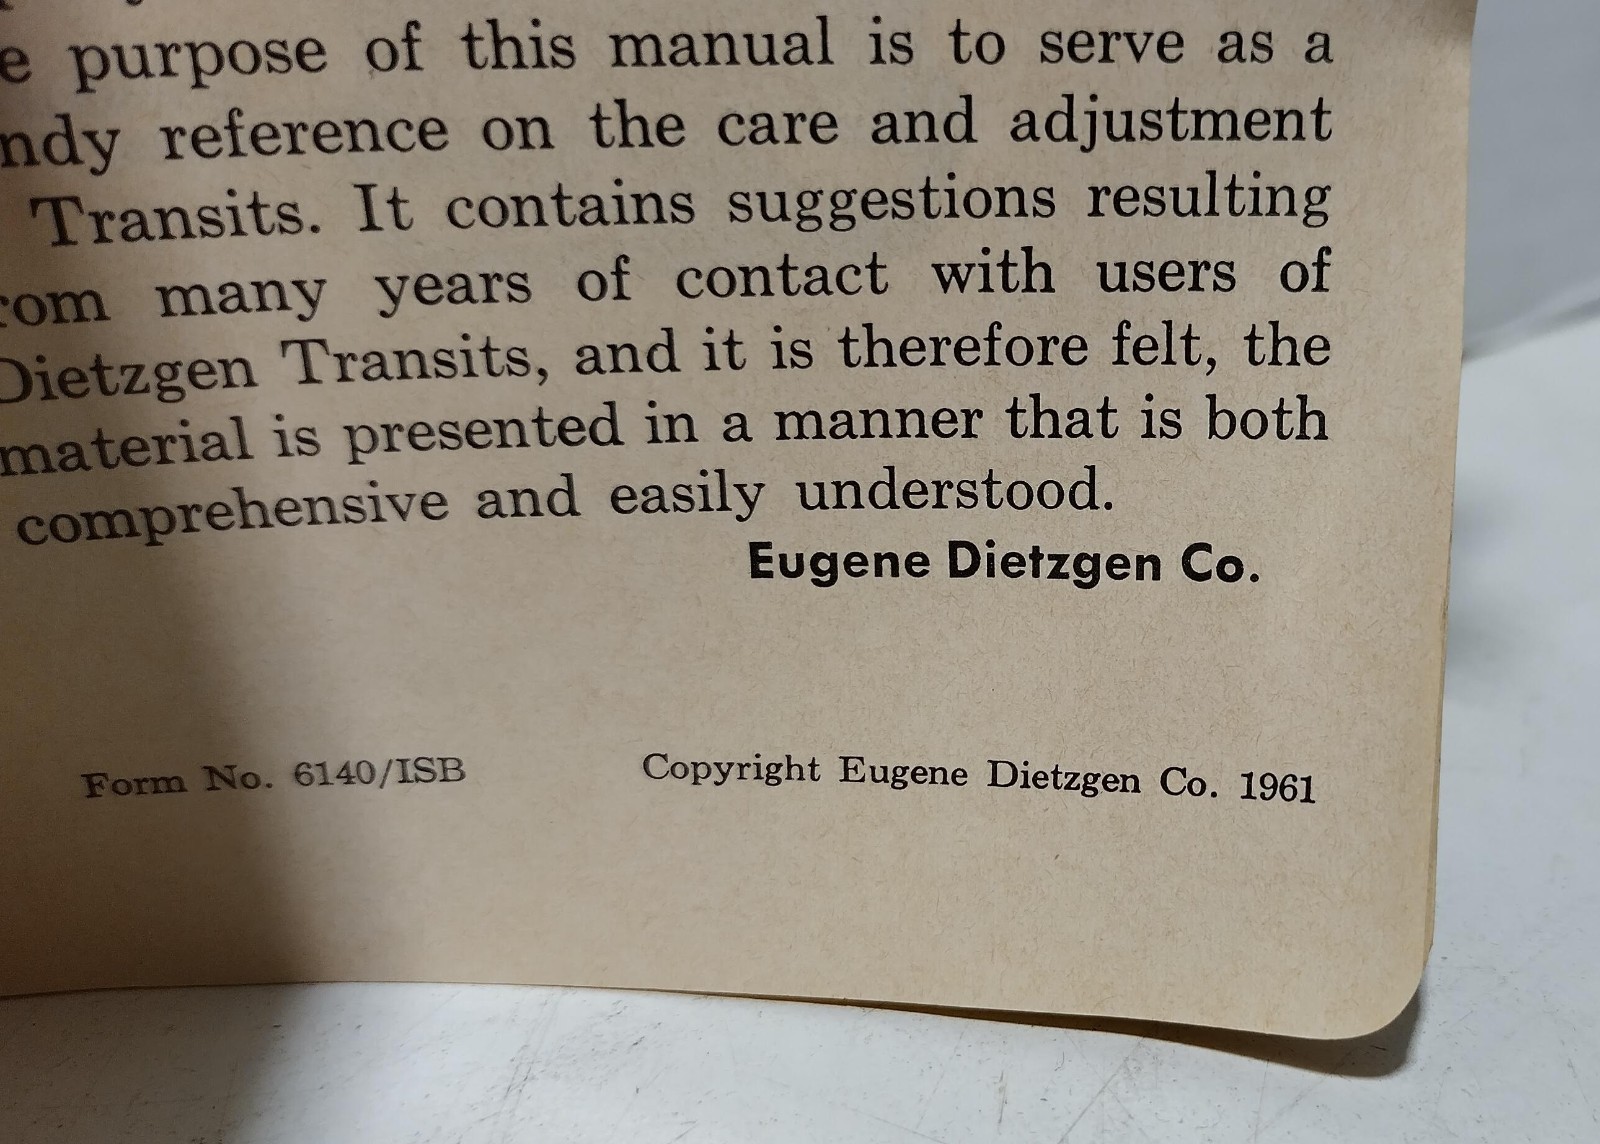 e purpose of this manual is to serve as a
ndy reference on the care and adjustment
Transits. It contains suggestions resulting
rom many years of contact with users of
Dietzgen Transits, and it is therefore felt, the
material is presented in a manner that is both
comprehensive and easily understood.
Eugene Dietzgen Co.
Form No. 6140/ISB Copyright Eugene Dietzgen Co. 1961